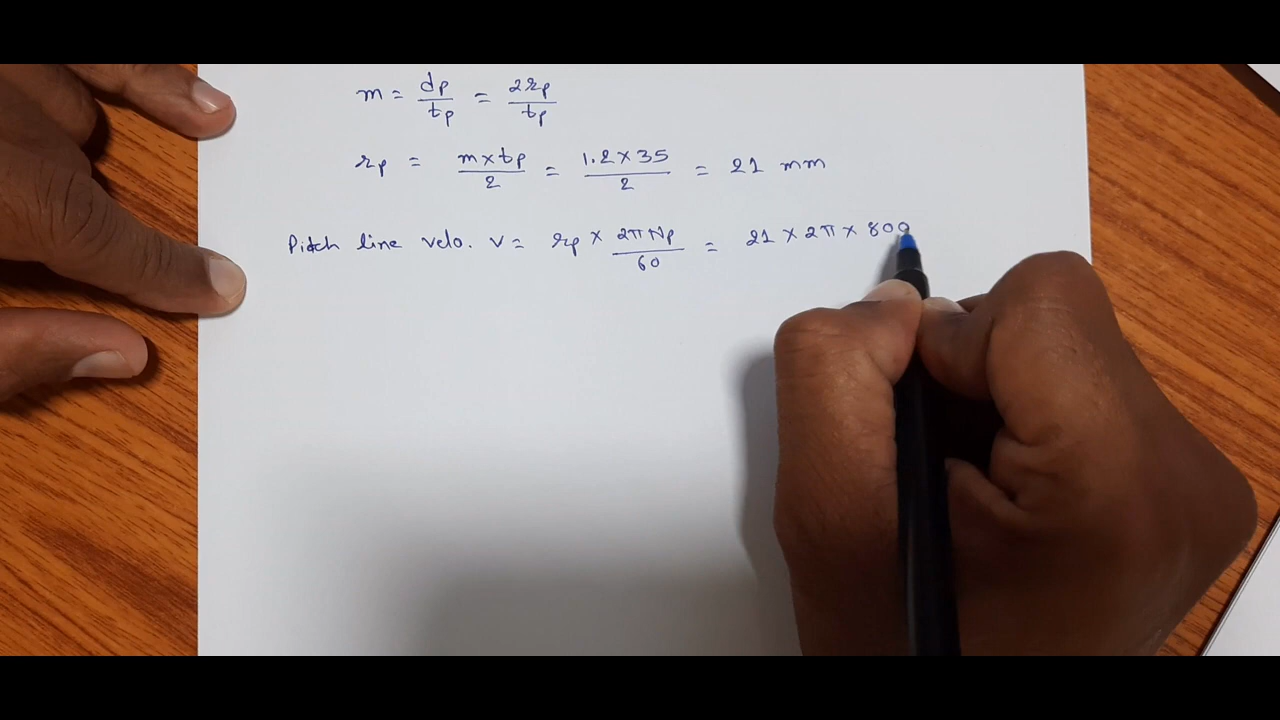 m = dp/tp = 2rp/tp
rp = m×tp/2 = 1.2×35/2 = 21 mm
Pitch line velo. V = rp × 2πNp/60 = 21 × 2π × 800